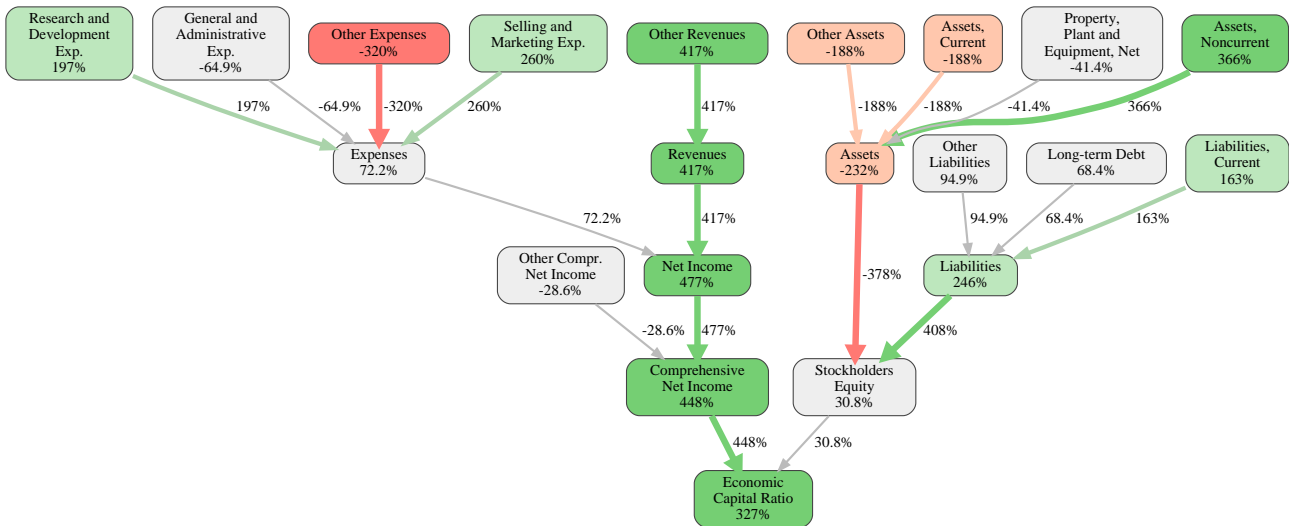 Research and
Development
Exp.
197%
General and
Administrative
Exp.
-64.9%
Other Expenses
-320%
Selling and
Marketing Exp.
260%
Other Revenues
417%
Other Assets
-188%
Assets,
Current
-188%
Property,
Plant and
Equipment, Net
-41.4%
Assets,
Noncurrent
366%
197%
-64.9%
-320%
260%
417%
-188%
-188%
-41.4%
366%
Expenses
72.2%
Revenues
417%
Assets
-232%
Other
Liabilities
94.9%
Long-term Debt
68.4%
Liabilities,
Current
163%
72.2%
417%
94.9%
68.4%
163%
Other Compr.
Net Income
-28.6%
Net Income
477%
-378%
Liabilities
246%
-28.6%
477%
408%
Comprehensive
Net Income
448%
Stockholders
Equity
30.8%
448%
30.8%
Economic
Capital Ratio
327%